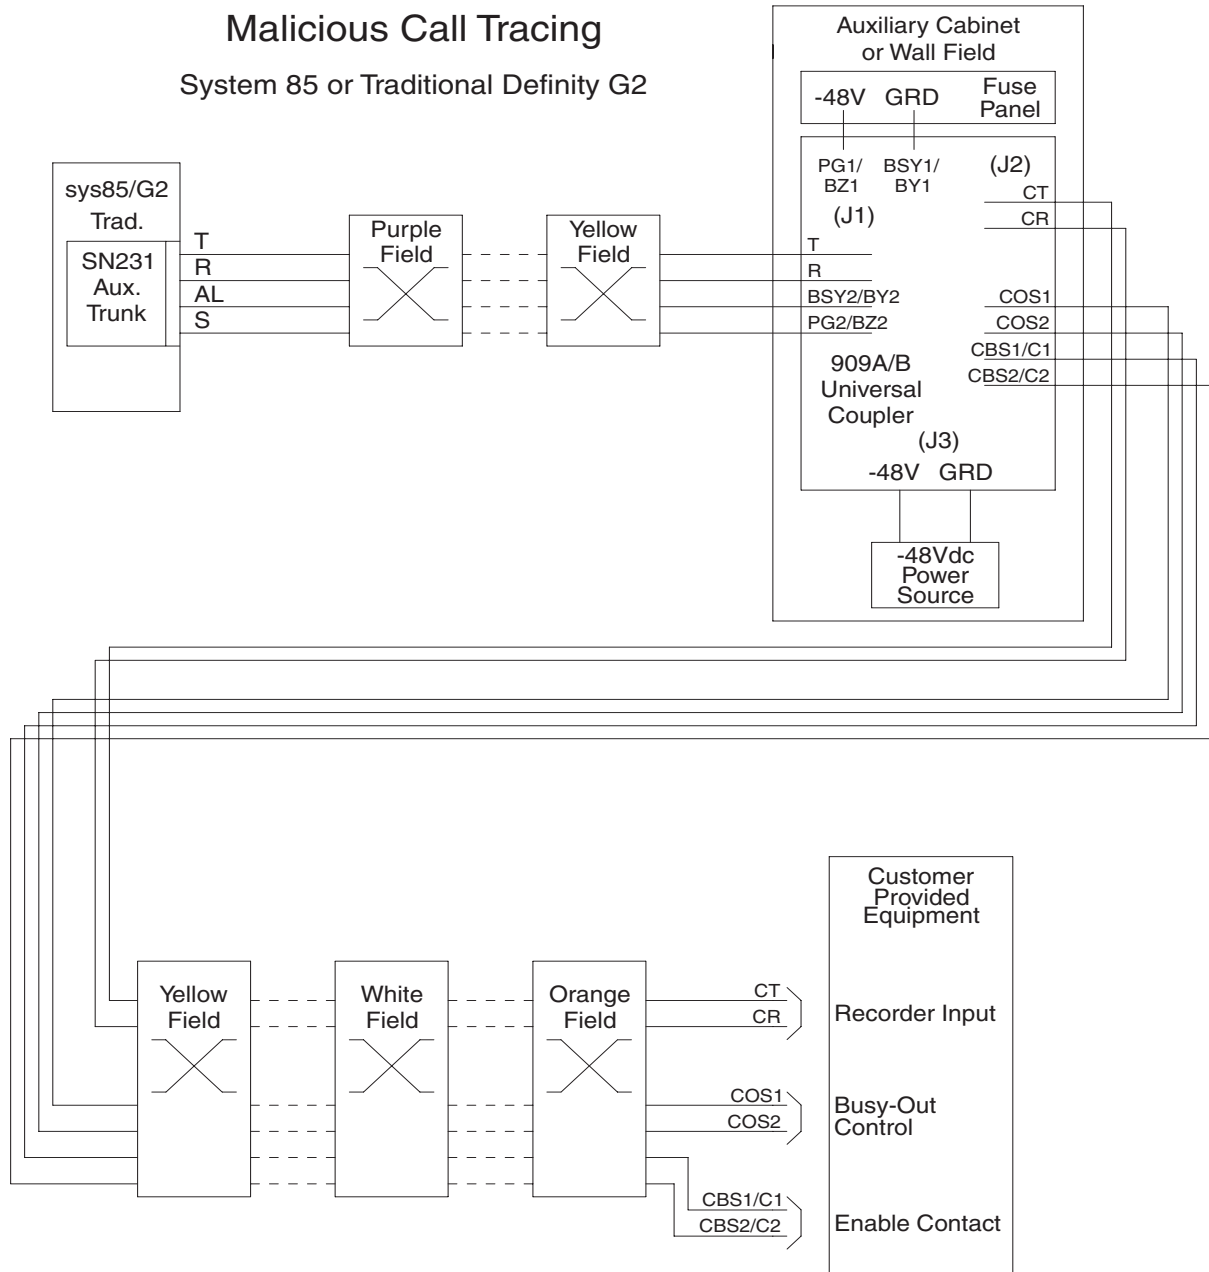 Malicious Call Tracing
System 85 or Traditional Definity G2
Auxiliary Cabinet
or Wall Field
-48V GRD
Fuse
Panel
PG1/
BZ1
BSY1/
BY1
(J2)
CT
CR
(J1)
sys85/G2
Trad.
SN231
Aux.
Trunk
T
R
AL
S
Purple
Field
Yellow
Field
T
R
BSY2/BY2
PG2/BZ2
COS1
COS2
CBS1/C1
CBS2/C2
909A/B
Universal
Coupler
(J3)
-48V GRD
-48Vdc
Power
Source
Customer
Provided
Equipment
Yellow
Field
White
Field
Orange
Field
CT
CR
Recorder Input
COS1
COS2
Busy-Out
Control
CBS1/C1
CBS2/C2
Enable Contact